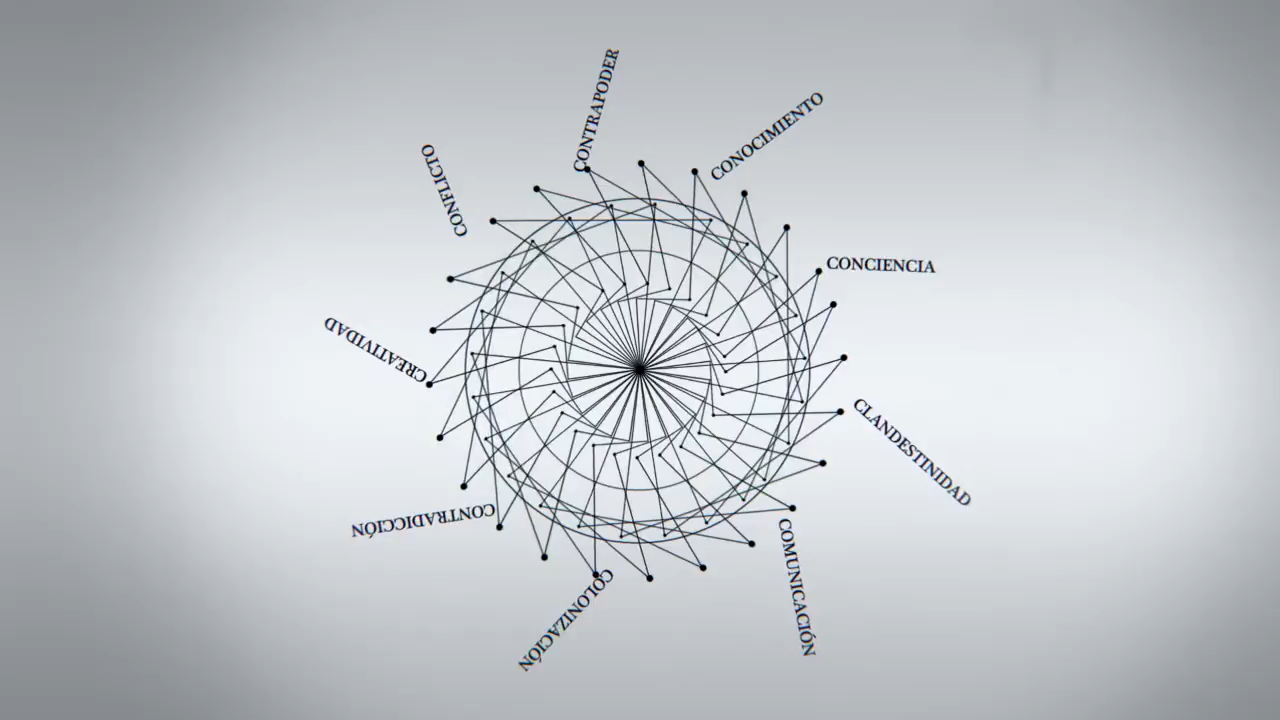 CONTRAPODER
CONOCIMIENTO
CONCIENCIA
CLANDESTINIDAD
COMUNICACIÓN
COLONIZACIÓN
CONTRADICCIÓN
CREATIVIDAD
CONFLICTO